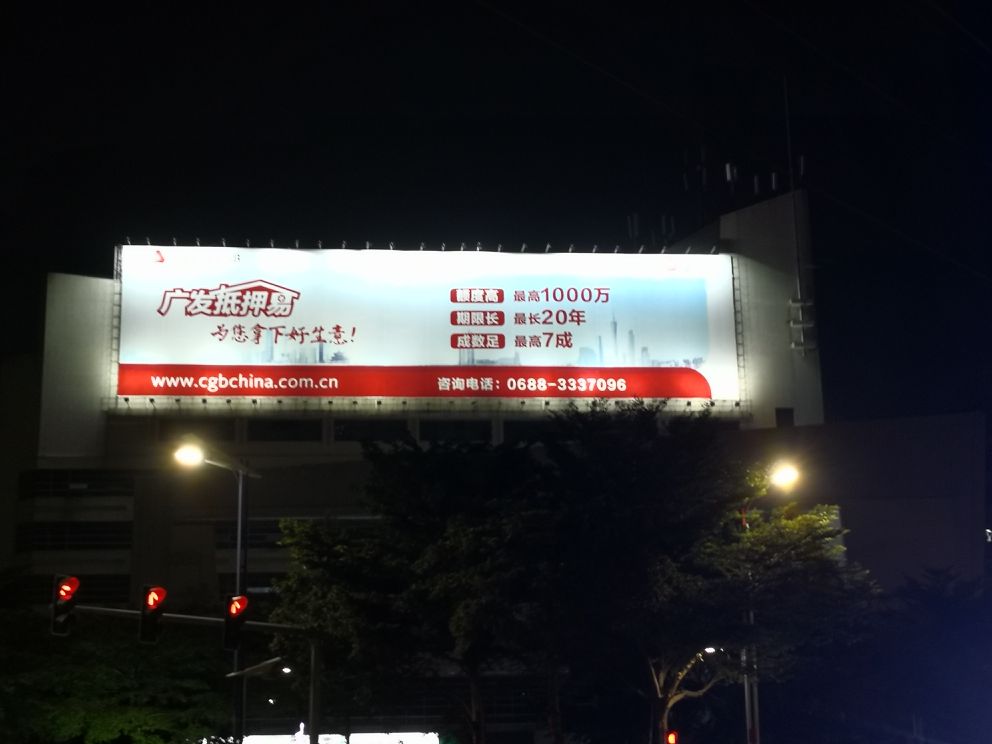 广发抵押易
为您拿下好生意!
额度高 最高1000万
期限长 最长20年
成数足 最高7成
www.cgbchina.com.cn
咨询电话：0688-3337096